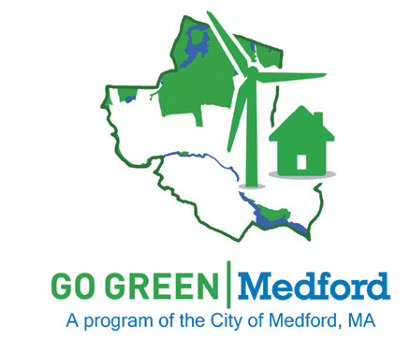 GO GREEN | Medford
A program of the City of Medford, MA